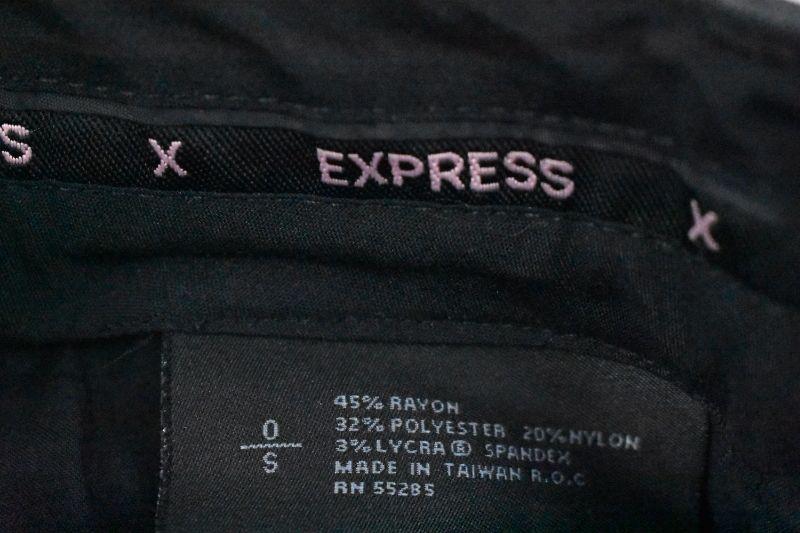 S X EXPRESS X
0
S
45% RAYON
32% POLYESTER 20% NYLON
3% LYCRA® SPANDEX
MADE IN TAIWAN R.O.C
RN 55285